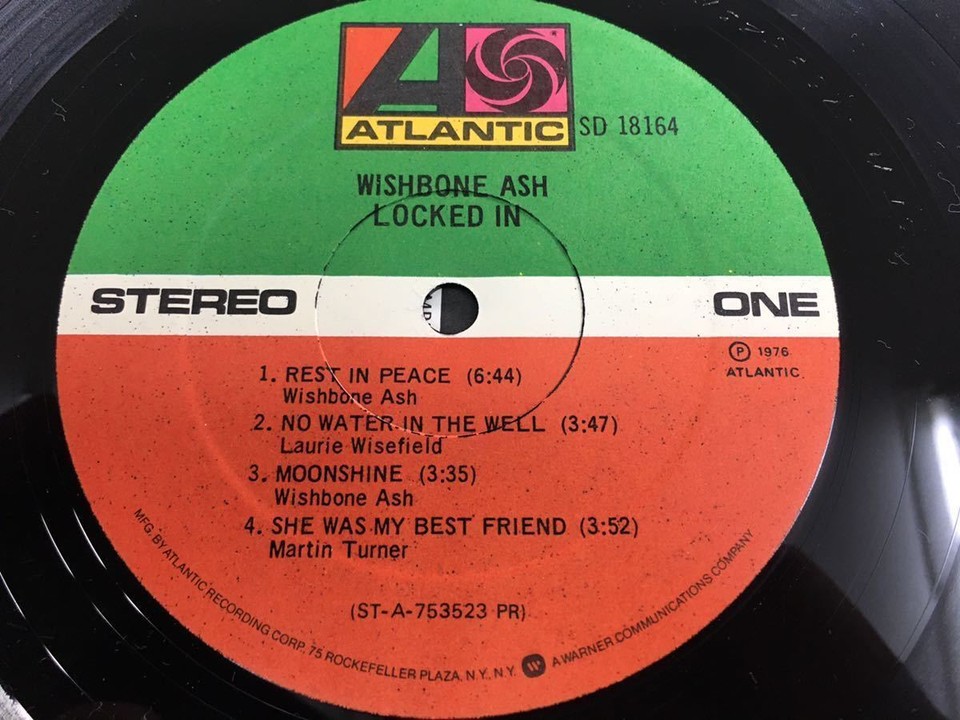 ATLANTIC
SD 18164
WISHBONE ASH
LOCKED IN
STEREO
ONE
Ⓟ 1976
ATLANTIC
1. REST IN PEACE (6:44)
Wishbone Ash
2. NO WATER IN THE WELL (3:47)
Laurie Wisefield
3. MOONSHINE (3:35)
Wishbone Ash
4. SHE WAS MY BEST FRIEND (3:52)
Martin Turner
(ST-A-753523 PR)
MFG. BY ATLANTIC RECORDING CORP. 75 ROCKEFELLER PLAZA, N.Y. N.Y. A WARNER COMMUNICATIONS COMPANY